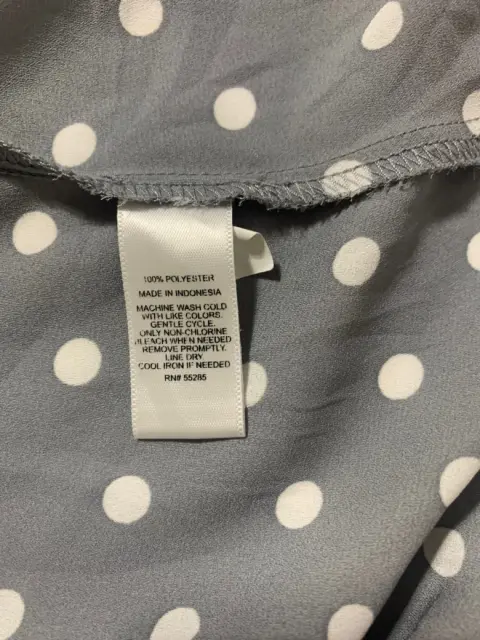 100% POLYESTER
MADE IN INDONESIA
MACHINE WASH COLD
WITH LIKE COLORS.
GENTLE CYCLE.
ONLY NON-CHLORINE
BLEACH WHEN NEEDED
REMOVE PROMPTLY.
LINE DRY
COOL IRON IF NEEDED
RN# 55285